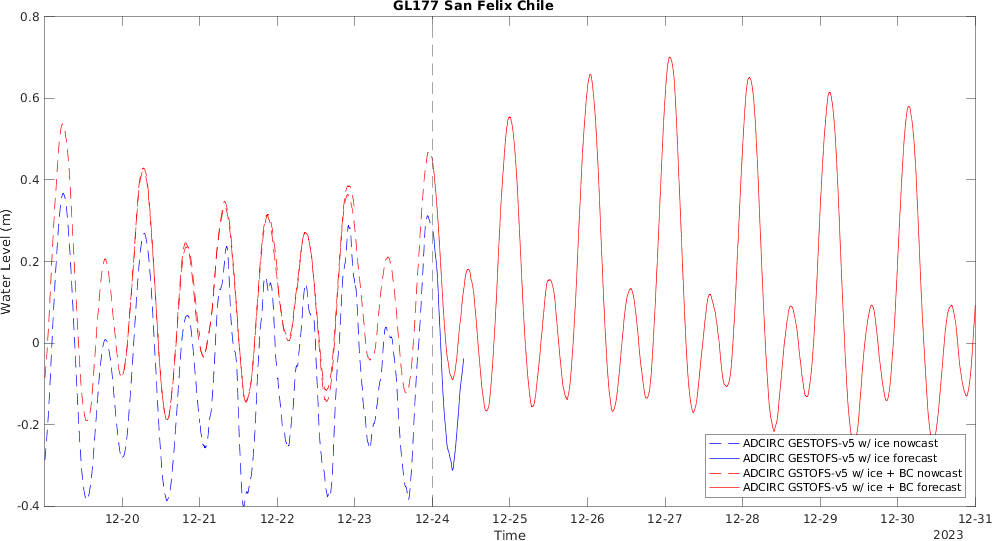 GL177 San Felix Chile
0.8
0.6
0.4
0.2
0
-0.2
-0.4
Water Level (m)
ADCIRC GESTOFS-v5 w/ ice nowcast
ADCIRC GESTOFS-v5 w/ ice forecast
ADCIRC GSTOFS-v5 w/ ice + BC nowcast
ADCIRC GSTOFS-v5 w/ ice + BC forecast
12-20 12-21 12-22 12-23 12-24 12-25 12-26 12-27 12-28 12-29 12-30 12-31
Time
2023